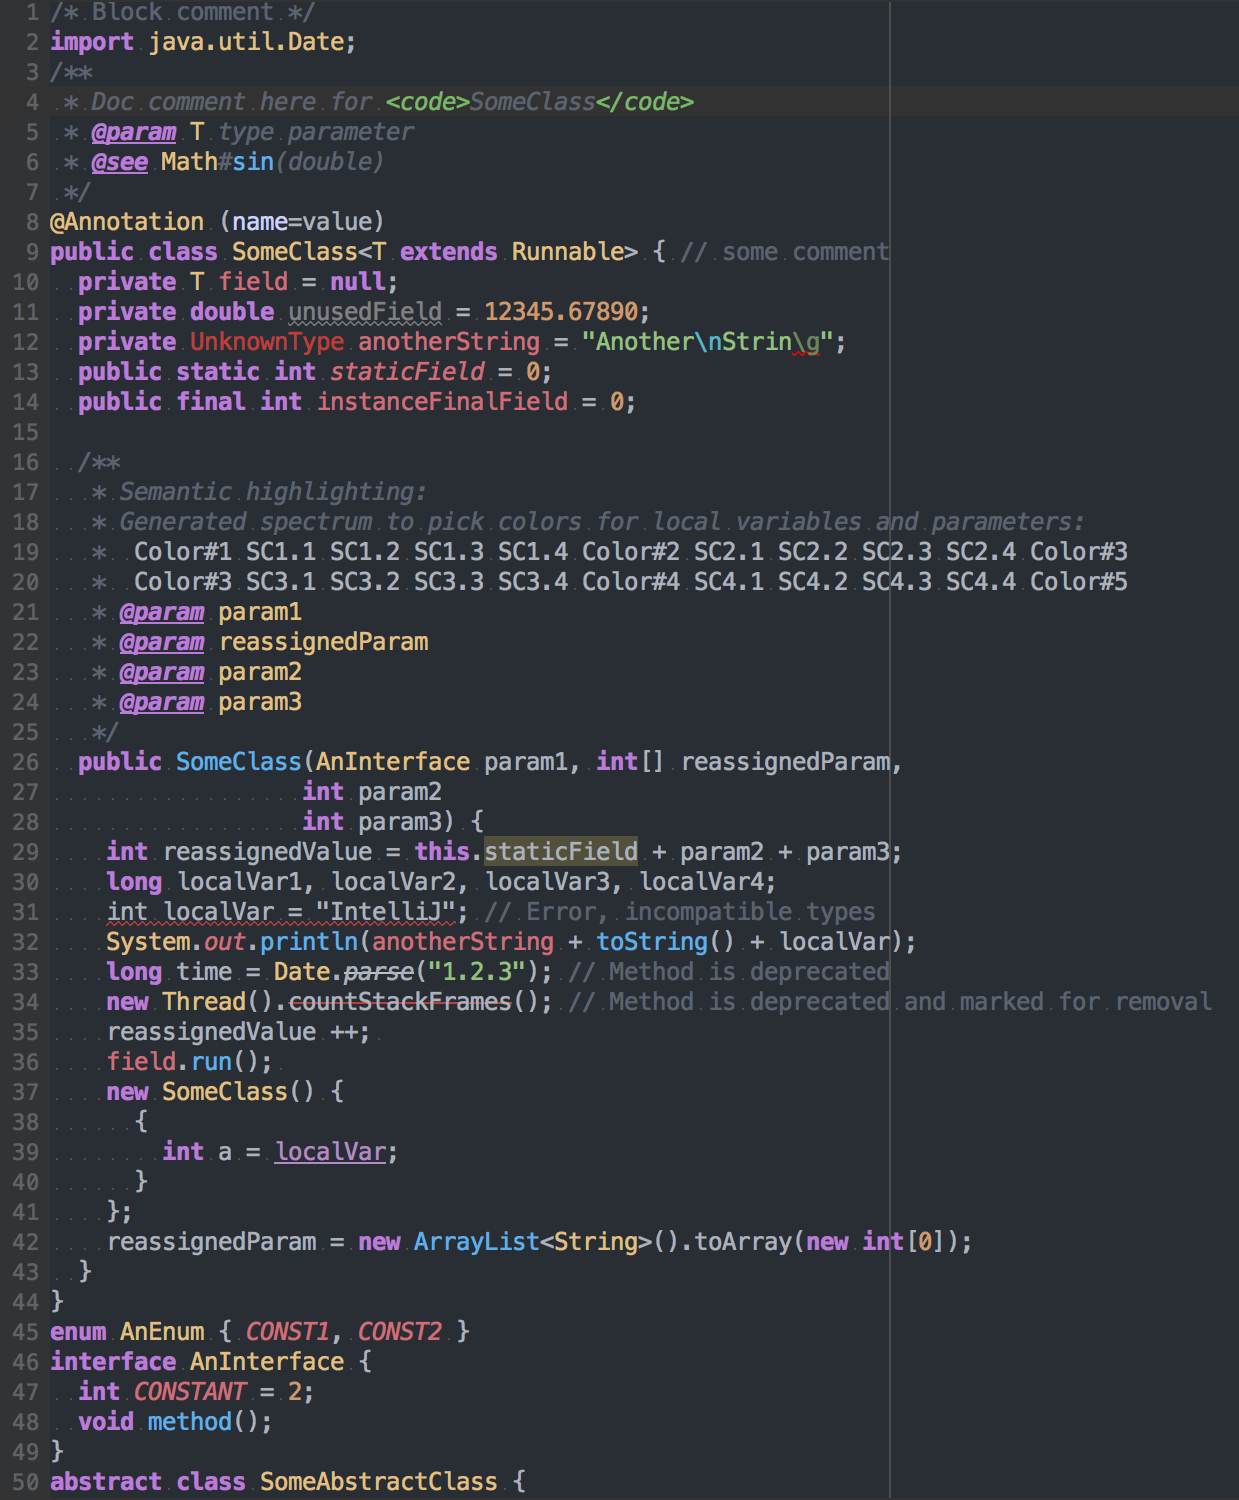 1 /* Block comment */
2 import java.util.Date;
3 /**
4  * Doc comment here for <code>SomeClass</code>
5  * @param T type parameter
6  * @see Math#sin(double)
7  */
8 @Annotation (name=value)
9 public class SomeClass<T extends Runnable> { // some comment
10   private T field = null;
11   private double unusedField = 12345.67890;
12   private UnknownType anotherString = "Another\nStrin\g";
13   public static int staticField = 0;
14   public final int instanceFinalField = 0;
15
16   /**
17    * Semantic highlighting:
18    * Generated spectrum to pick colors for local variables and parameters:
19    *  Color#1 SC1.1 SC1.2 SC1.3 SC1.4 Color#2 SC2.1 SC2.2 SC2.3 SC2.4 Color#3
20    *  Color#3 SC3.1 SC3.2 SC3.3 SC3.4 Color#4 SC4.1 SC4.2 SC4.3 SC4.4 Color#5
21    * @param param1
22    * @param reassignedParam
23    * @param param2
24    * @param param3
25    */
26   public SomeClass(AnInterface param1, int[] reassignedParam,
27                   int param2
28                   int param3) {
29     int reassignedValue = this.staticField + param2 + param3;
30     long localVar1, localVar2, localVar3, localVar4;
31     int localVar = "IntelliJ"; // Error, incompatible types
32     System.out.println(anotherString + toString() + localVar);
33     long time = Date.parse("1.2.3"); // Method is deprecated
34     new Thread().countStackFrames(); // Method is deprecated and marked for removal
35     reassignedValue ++;
36     field.run();
37     new SomeClass() {
38       {
39         int a = localVar;
40       }
41     };
42     reassignedParam = new ArrayList<String>().toArray(new int[0]);
43   }
44 }
45 enum AnEnum { CONST1, CONST2 }
46 interface AnInterface {
47   int CONSTANT = 2;
48   void method();
49 }
50 abstract class SomeAbstractClass {